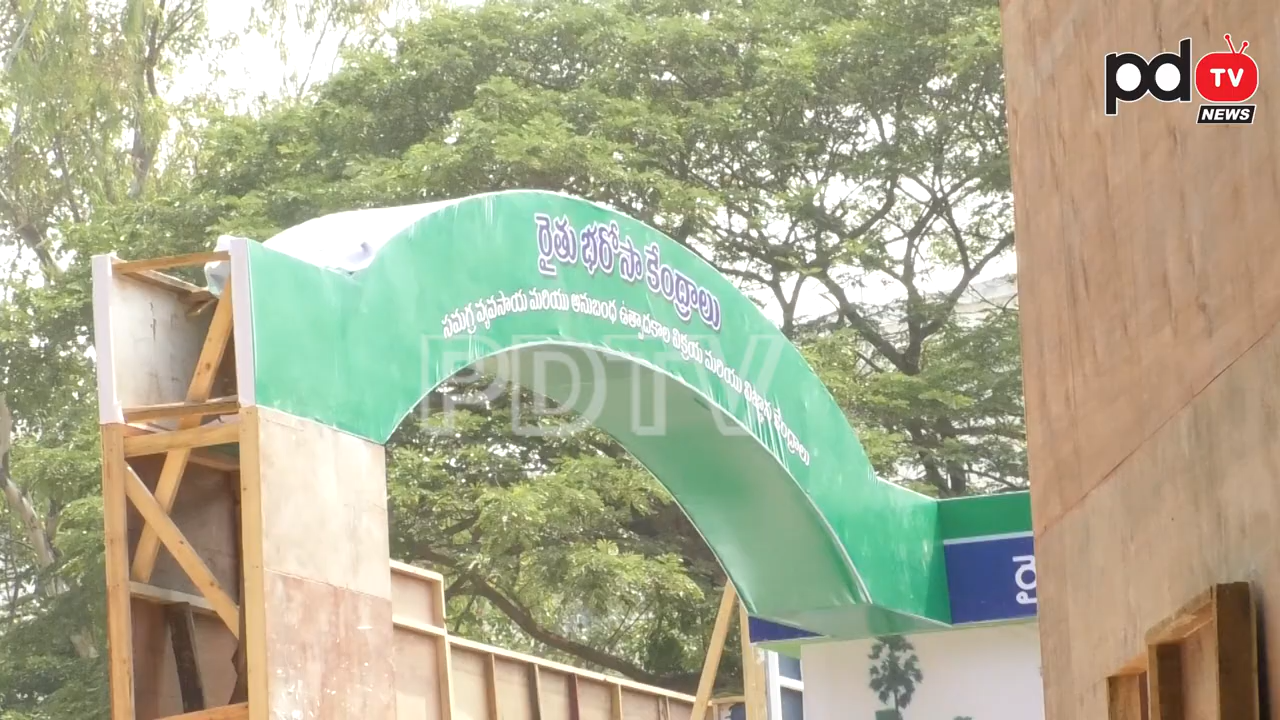 pd TV
NEWS
రైతు భరోసా కేంద్రాలు
సమగ్ర వ్యవసాయ మరియు అనుబంధ ఉత్పాదకాల విక్రయ మరియు విజ్ఞాన కేంద్రాలు
PDTV